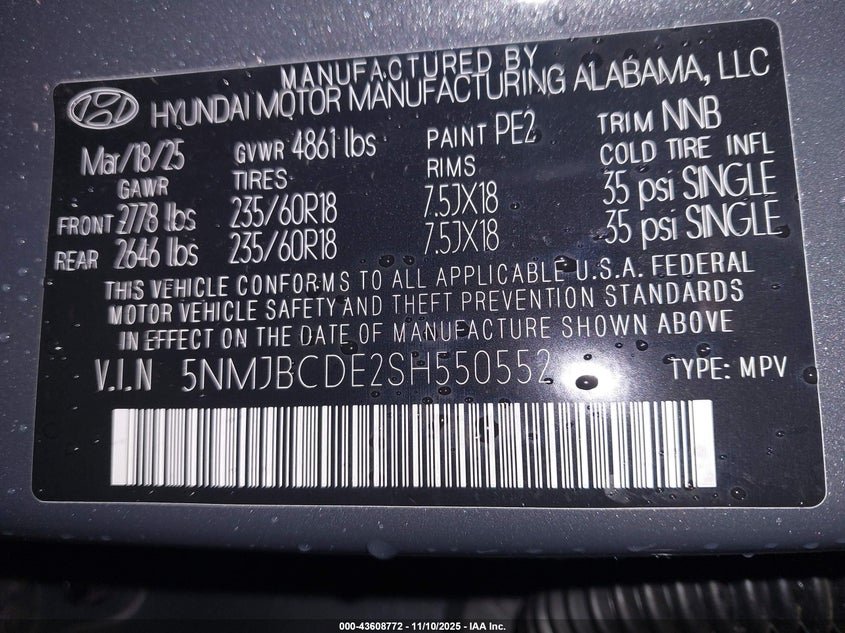 MANUFACTURED BY
HYUNDAI MOTOR MANUFACTURING ALABAMA, LLC
Mar/18/25 GVWR 4861 lbs PAINT PE2 TRIM NNB
GAWR TIRES RIMS COLD TIRE INFL
FRONT 2778 lbs 235/60R18 7.5JX18 35 psi SINGLE
REAR 2646 lbs 235/60R18 7.5JX18 35 psi SINGLE
THIS VEHICLE CONFORMS TO ALL APPLICABLE U.S.A. FEDERAL
MOTOR VEHICLE SAFETY AND THEFT PREVENTION STANDARDS
IN EFFECT ON THE DATE OF MANUFACTURE SHOWN ABOVE
V.I.N 5NMJBCDE2SH550552 TYPE: MPV
000-43608772 - 11/10/2025 - IAA Inc.